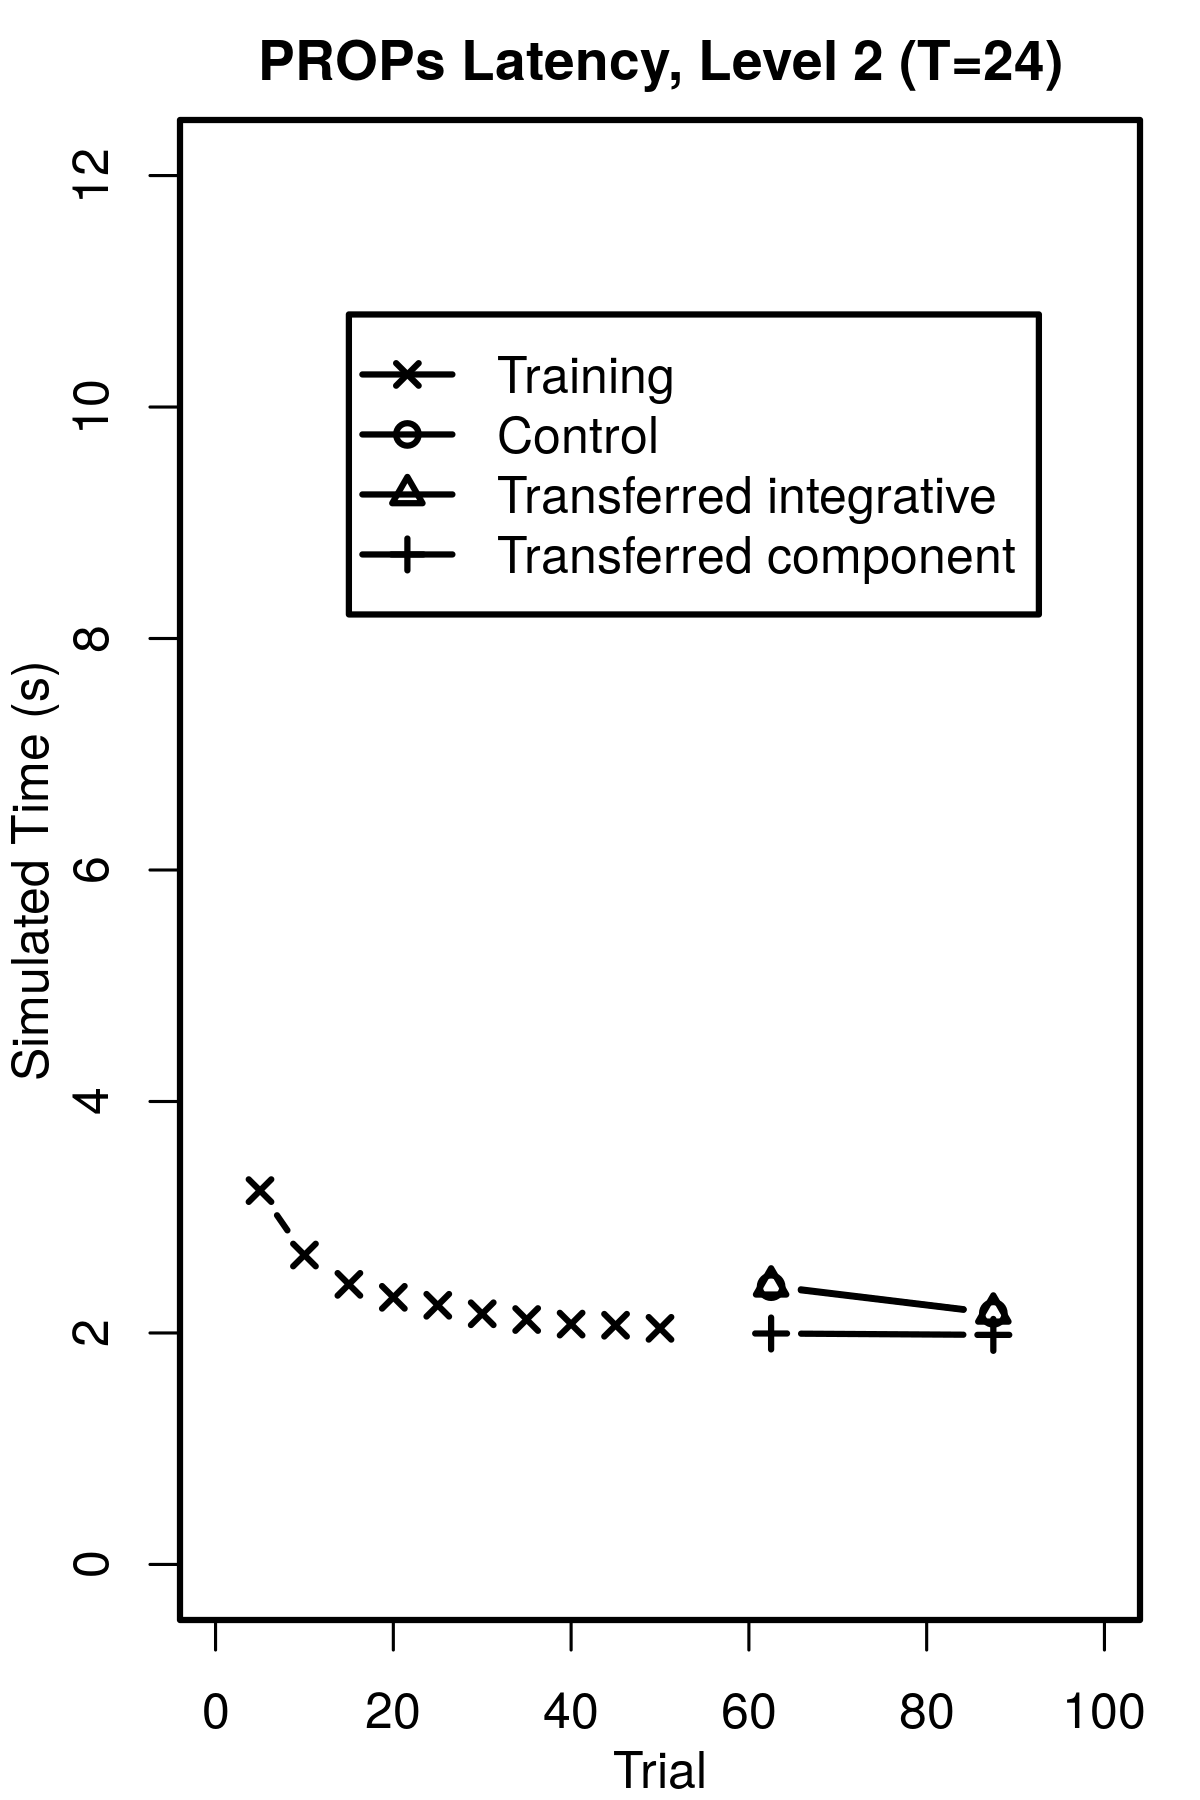 PROPs Latency, Level 2 (T=24)
12
10
8
6
4
2
0
Simulated Time (s)
Training
Control
Transferred integrative
Transferred component
0 20 40 60 80 100
Trial